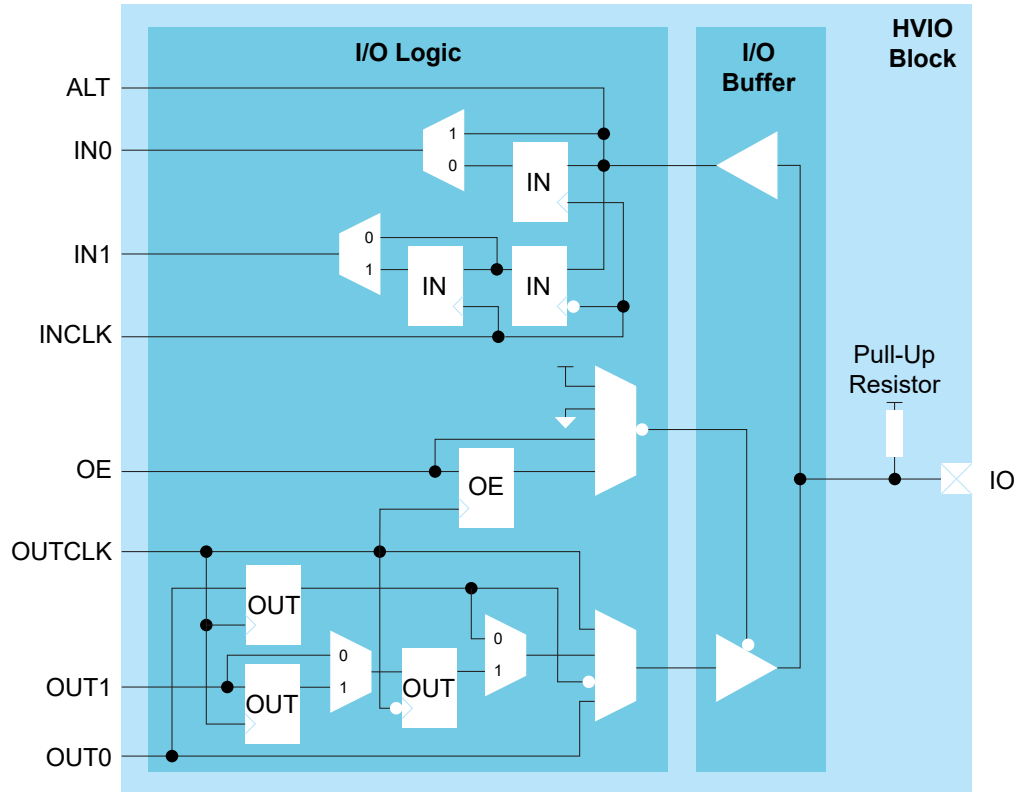 HVIO
Block
I/O Logic
I/O
Buffer
ALT
1
IN0
0
IN
IN1
0
1
IN
IN
INCLK
Pull-Up
Resistor
OE
OE
IO
OUTCLK
OUT
0
1
0
1
OUT1
OUT
OUT
OUT0